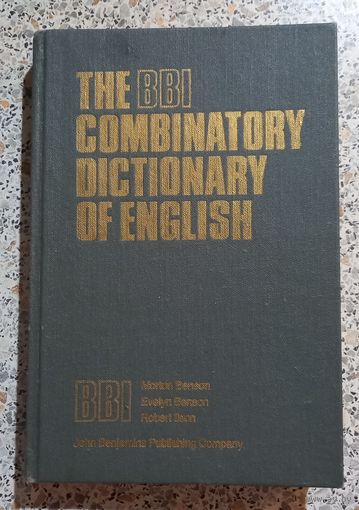 THE BBI
COMBINATORY
DICTIONARY
OF ENGLISH
BBI
Morton Benson
Evelyn Benson
Robert Ilson
John Benjamins Publishing Company